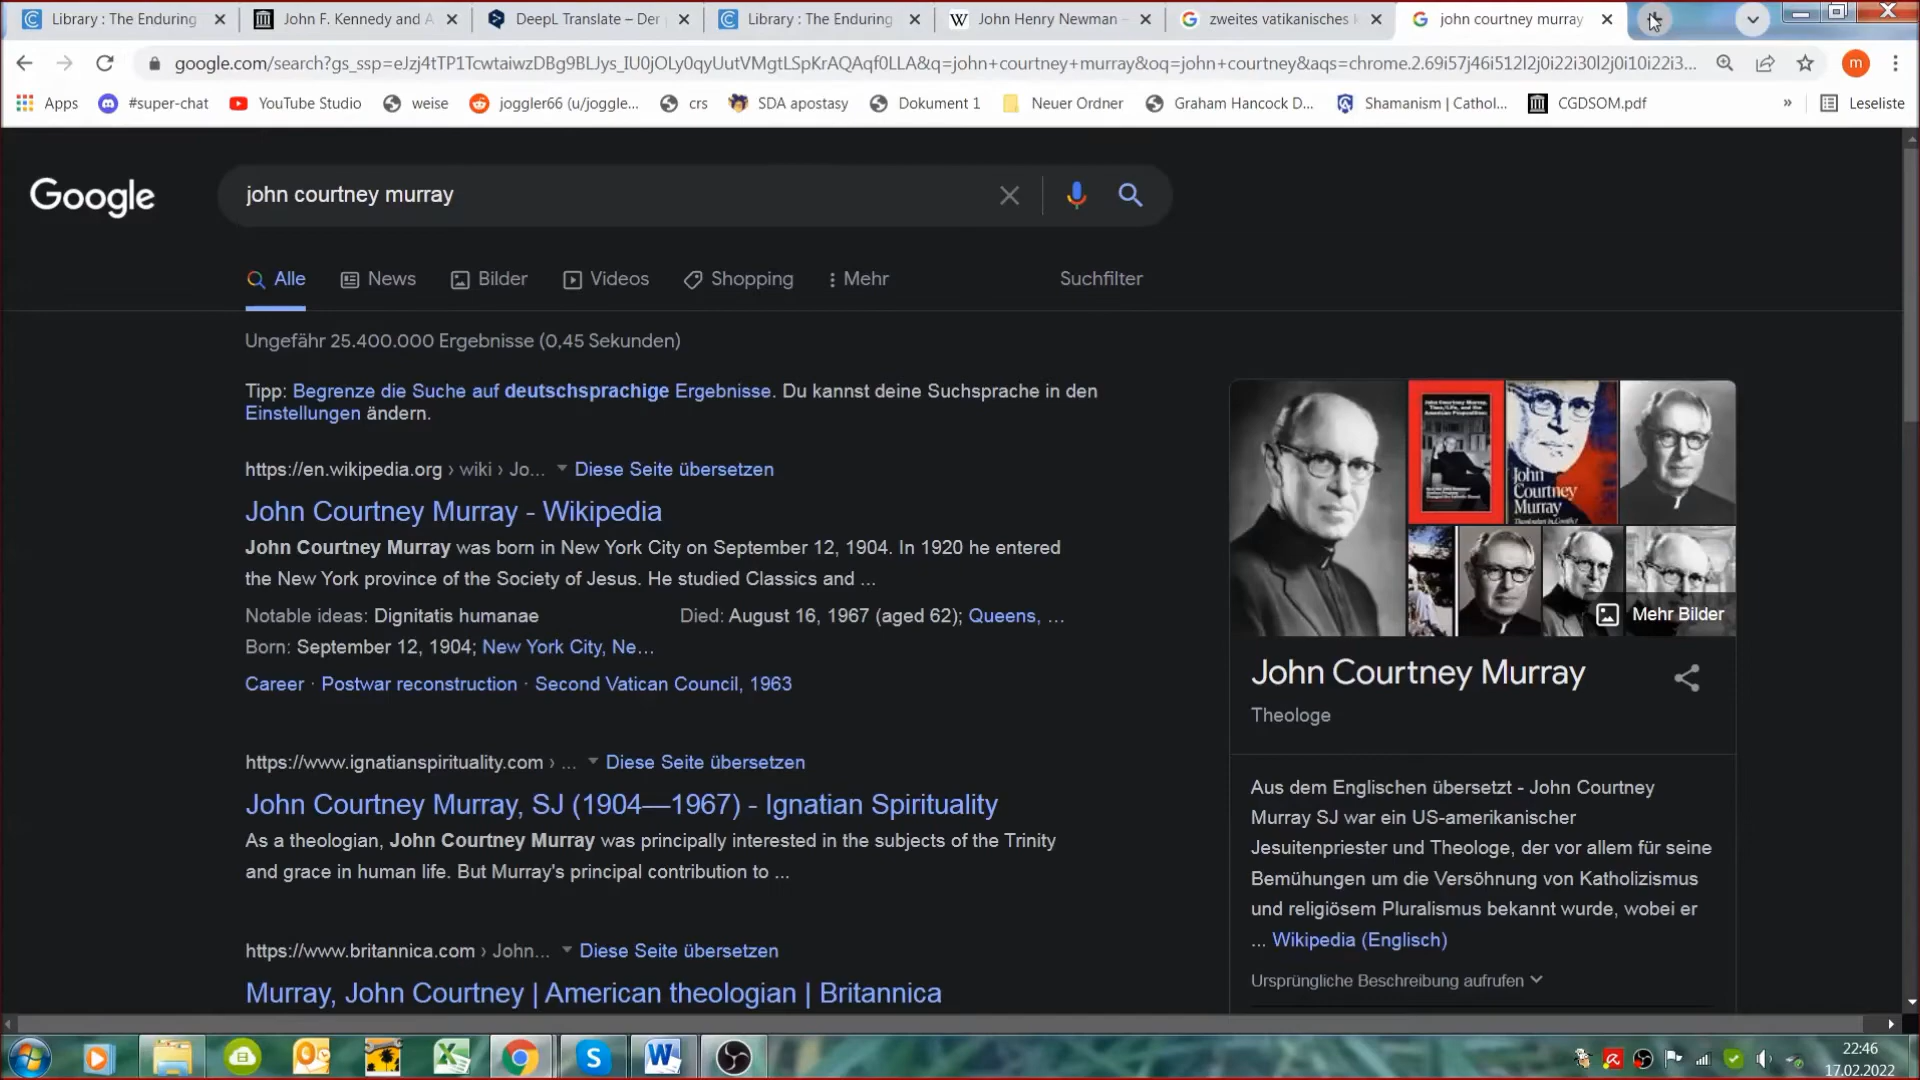 Library : The Enduring
John F. Kennedy and A
DeepL Translate – Der
Library : The Enduring
John Henry Newman -
zweites vatikanisches k
john courtney murray
google.com/search?gs_ssp=eJzj4tTP1TcwtaiwzDBg9BLJys_IU0jOLy0qyUutVMgtLSpKrAQAqf0LLA&q=john+courtney+murray&oq=john+courtney&aqs=chrome.2.69i57j46i512l2j0i22i30l2j0i10i22i3...
m
Apps
#super-chat
YouTube Studio
weise
joggler66 (u/joggle...
crs
SDA apostasy
Dokument 1
Neuer Ordner
Graham Hancock D...
Shamanism | Cathol...
CGDSOM.pdf
»
Leseliste
Google
john courtney murray
Alle
News
Bilder
Videos
Shopping
Mehr
Suchfilter
Ungefähr 25.400.000 Ergebnisse (0,45 Sekunden)
Tipp: Begrenze die Suche auf deutschsprachige Ergebnisse. Du kannst deine Suchsprache in den
Einstellungen ändern.
https://en.wikipedia.org › wiki › Jo... Diese Seite übersetzen
John Courtney Murray - Wikipedia
John Courtney Murray was born in New York City on September 12, 1904. In 1920 he entered
the New York province of the Society of Jesus. He studied Classics and ...
Notable ideas: Dignitatis humanae
Died: August 16, 1967 (aged 62); Queens, ...
Born: September 12, 1904; New York City, Ne...
Career · Postwar reconstruction · Second Vatican Council, 1963
https://www.ignatianspirituality.com › ... Diese Seite übersetzen
John Courtney Murray, SJ (1904—1967) - Ignatian Spirituality
As a theologian, John Courtney Murray was principally interested in the subjects of the Trinity
and grace in human life. But Murray's principal contribution to ...
https://www.britannica.com › John... Diese Seite übersetzen
Murray, John Courtney | American theologian | Britannica
John
Courtney
Murray
Mehr Bilder
John Courtney Murray
Theologe
Aus dem Englischen übersetzt - John Courtney
Murray SJ war ein US-amerikanischer
Jesuitenpriester und Theologe, der vor allem für seine
Bemühungen um die Versöhnung von Katholizismus
und religiösem Pluralismus bekannt wurde, wobei er
... Wikipedia (Englisch)
Ursprüngliche Beschreibung aufrufen
22:46
17.02.2022